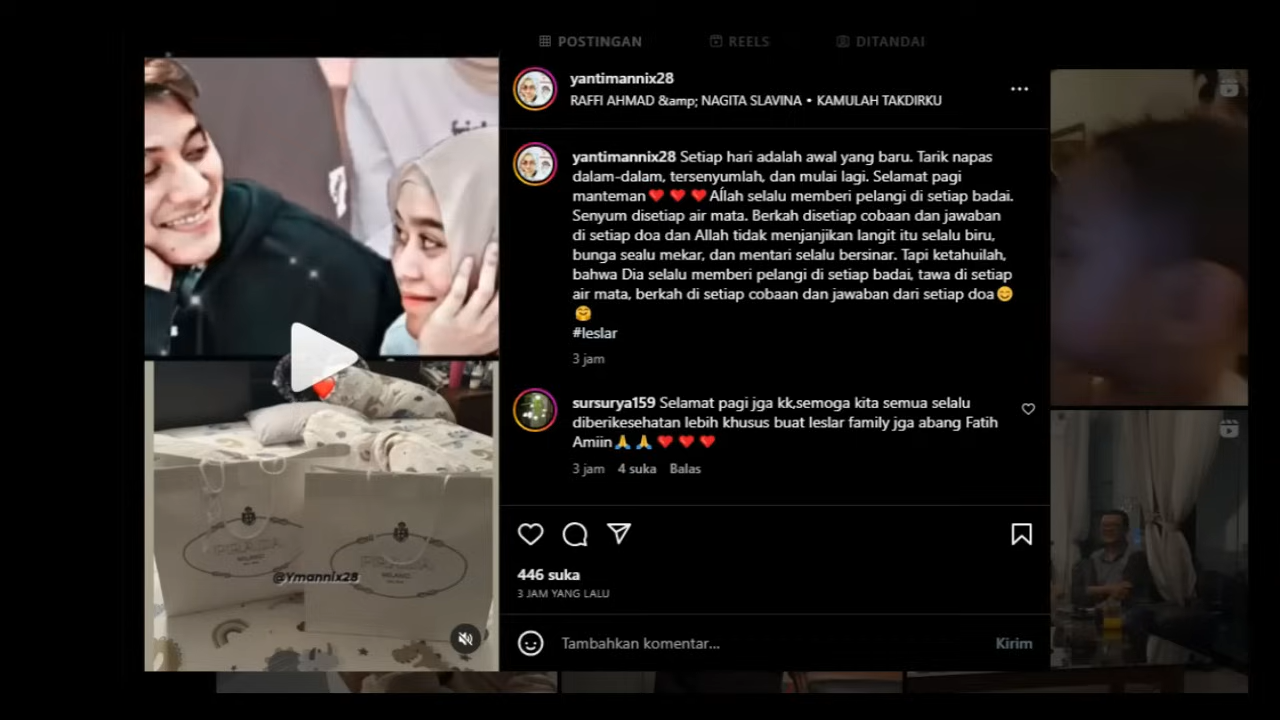 POSTINGAN
REELS
DITANDAI
yantimannix28
RAFFI AHMAD &amp; NAGITA SLAVINA • KAMULAH TAKDIRKU
yantimannix28 Setiap hari adalah awal yang baru. Tarik napas
dalam-dalam, tersenyumlah, dan mulai lagi. Selamat pagi
manteman❤️❤️❤️Aĺlah selalu memberi pelangi di setiap badai.
Senyum disetiap air mata. Berkah disetiap cobaan dan jawaban
di setiap doa dan Allah tidak menjanjikan langit itu selalu biru,
bunga sealu mekar, dan mentari selalu bersinar. Tapi ketahuilah,
bahwa Dia selalu memberi pelangi di setiap badai, tawa di setiap
air mata, berkah di setiap cobaan dan jawaban dari setiap doa😊
🤗
#leslar
3 jam
sursurya159 Selamat pagi jga kk,semoga kita semua selalu
diberikesehatan lebih khusus buat leslar family jga abang Fatih
Amiin🙏🙏❤️❤️❤️
3 jam 4 suka Balas
446 suka
3 JAM YANG LALU
Tambahkan komentar...
Kirim
PRADA
MILANO
PRADA
MILANO
@Ymannix28